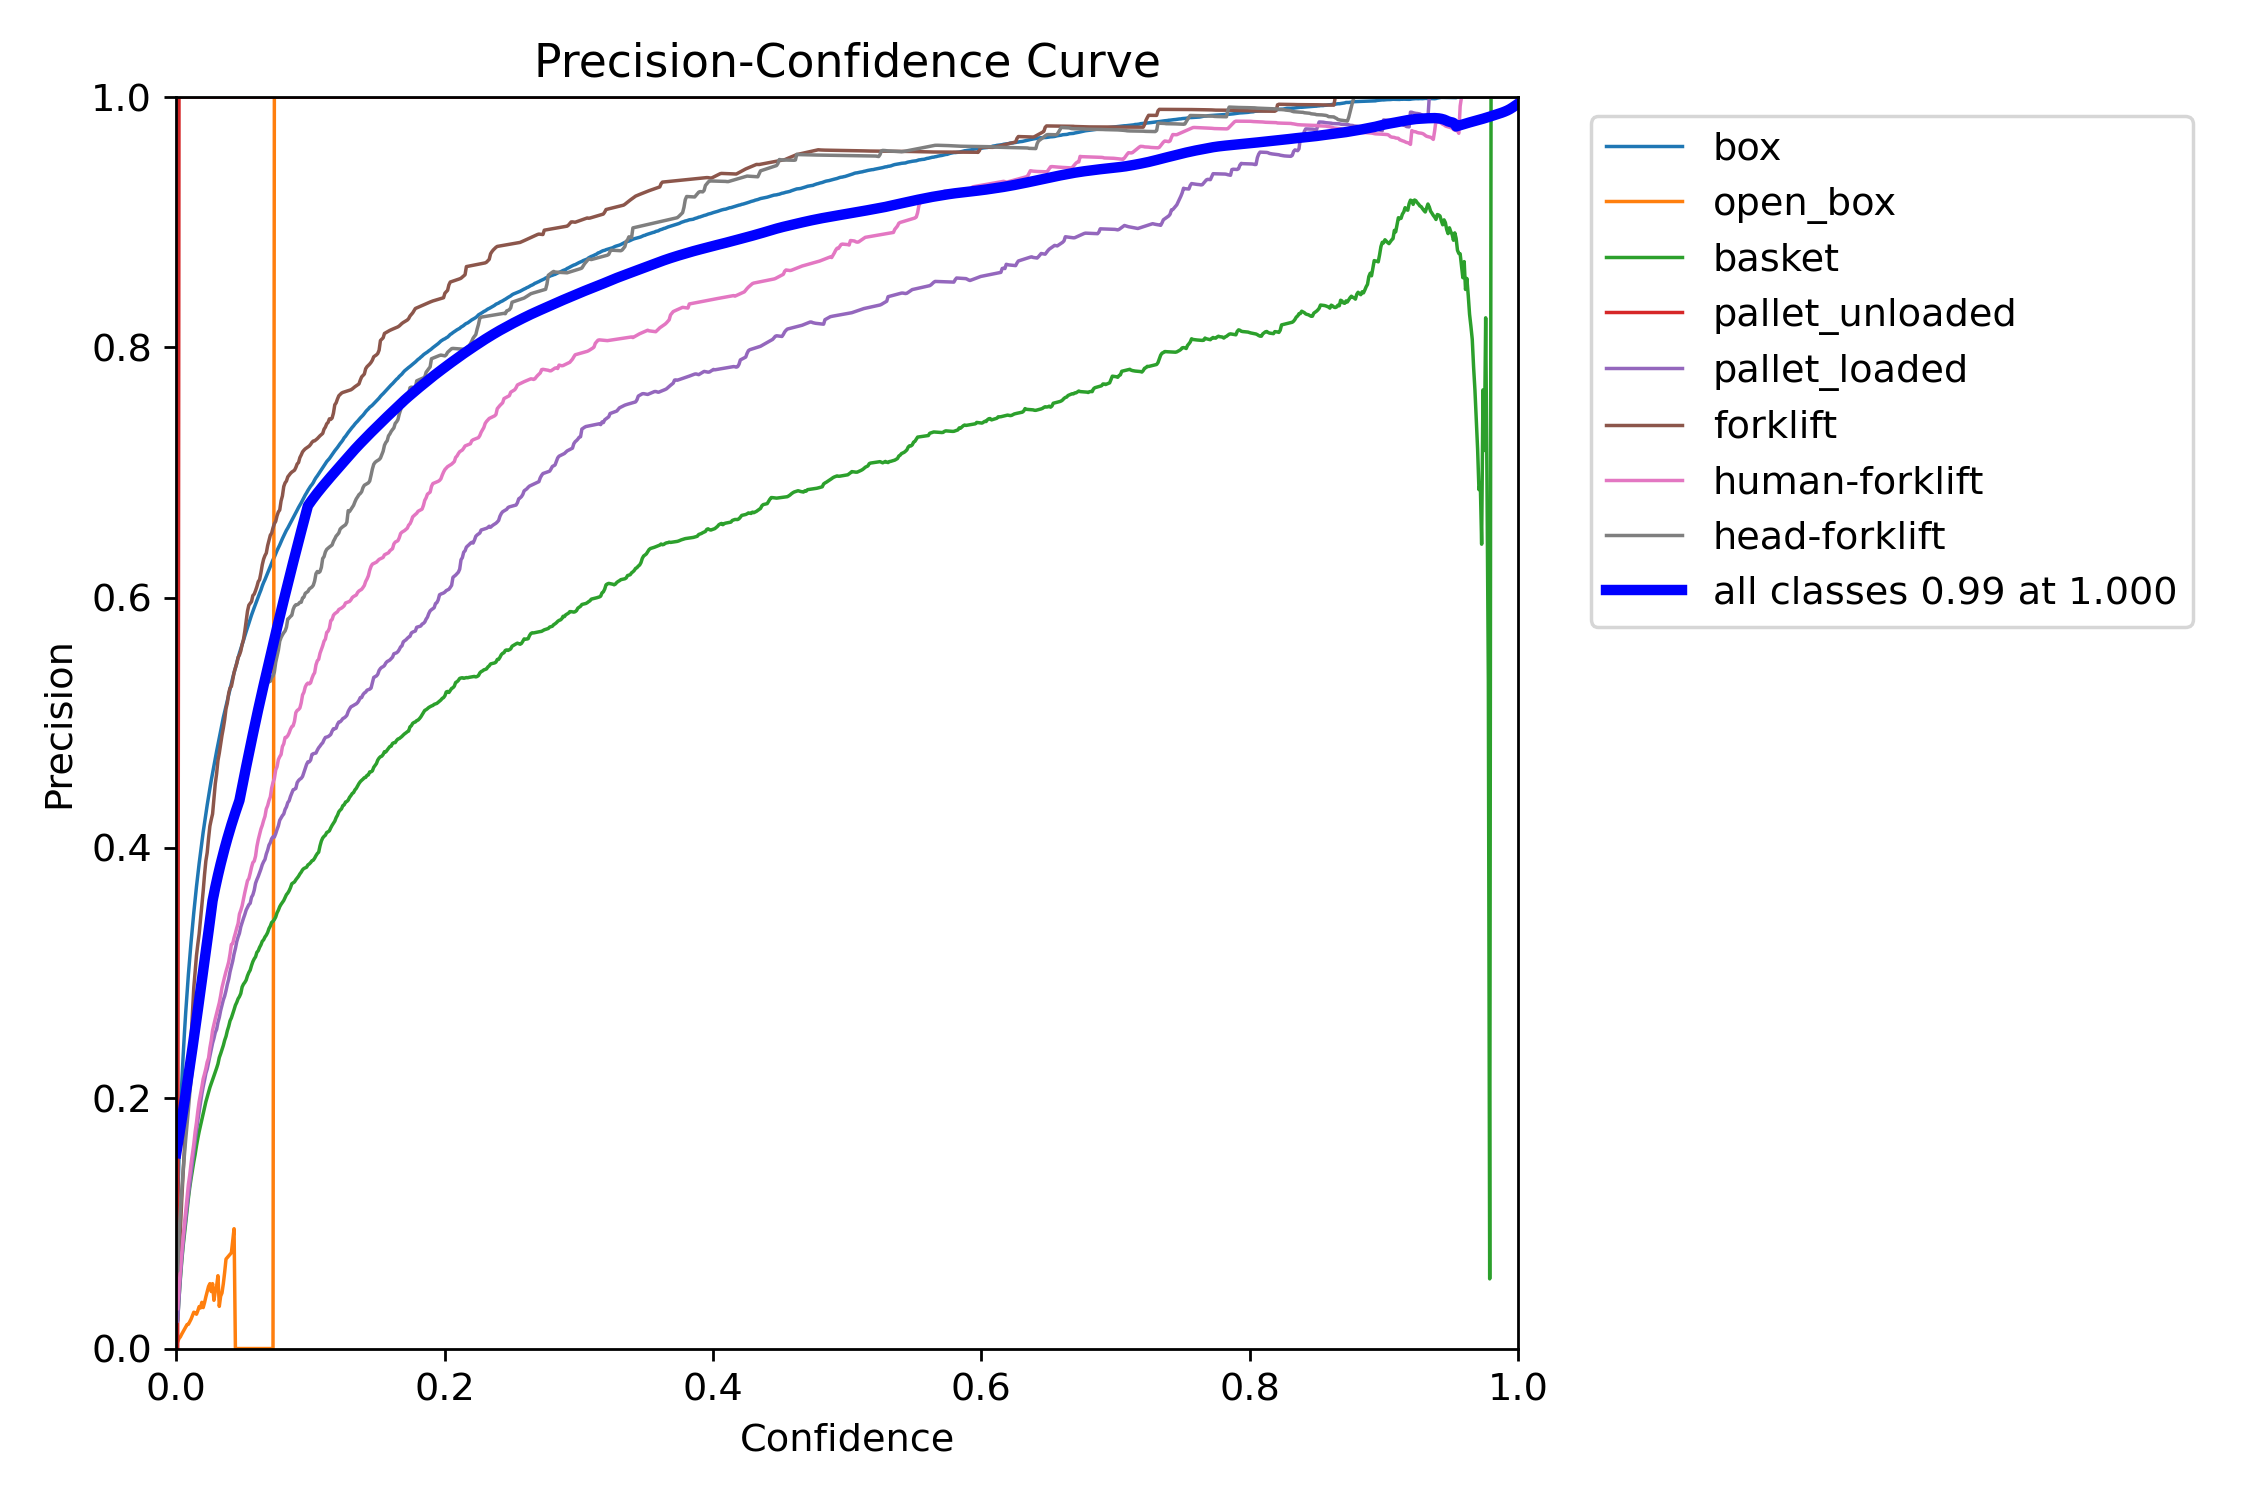 Precision-Confidence Curve
1.0
0.8
0.6
0.4
0.2
0.0
Precision
0.0 0.2 0.4 0.6 0.8 1.0
Confidence
box
open_box
basket
pallet_unloaded
pallet_loaded
forklift
human-forklift
head-forklift
all classes 0.99 at 1.000